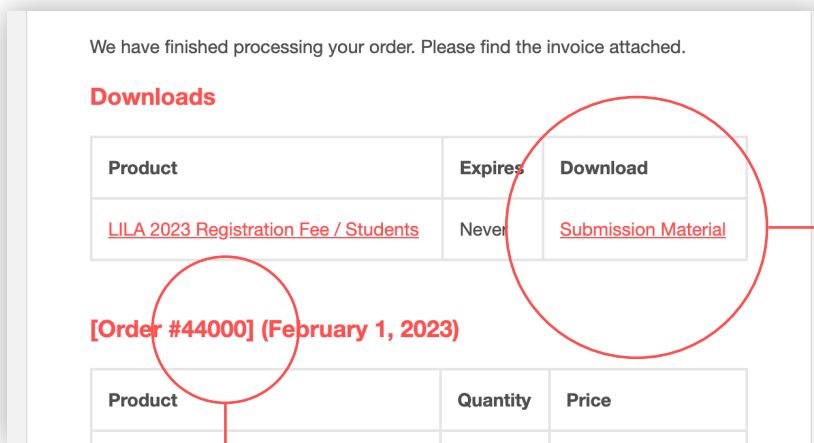 We have finished processing your order. Please find the invoice attached.
Downloads
Product Expires Download
LILA 2023 Registration Fee / Students Never Submission Material
[Order #44000] (February 1, 2023)
Product Quantity Price